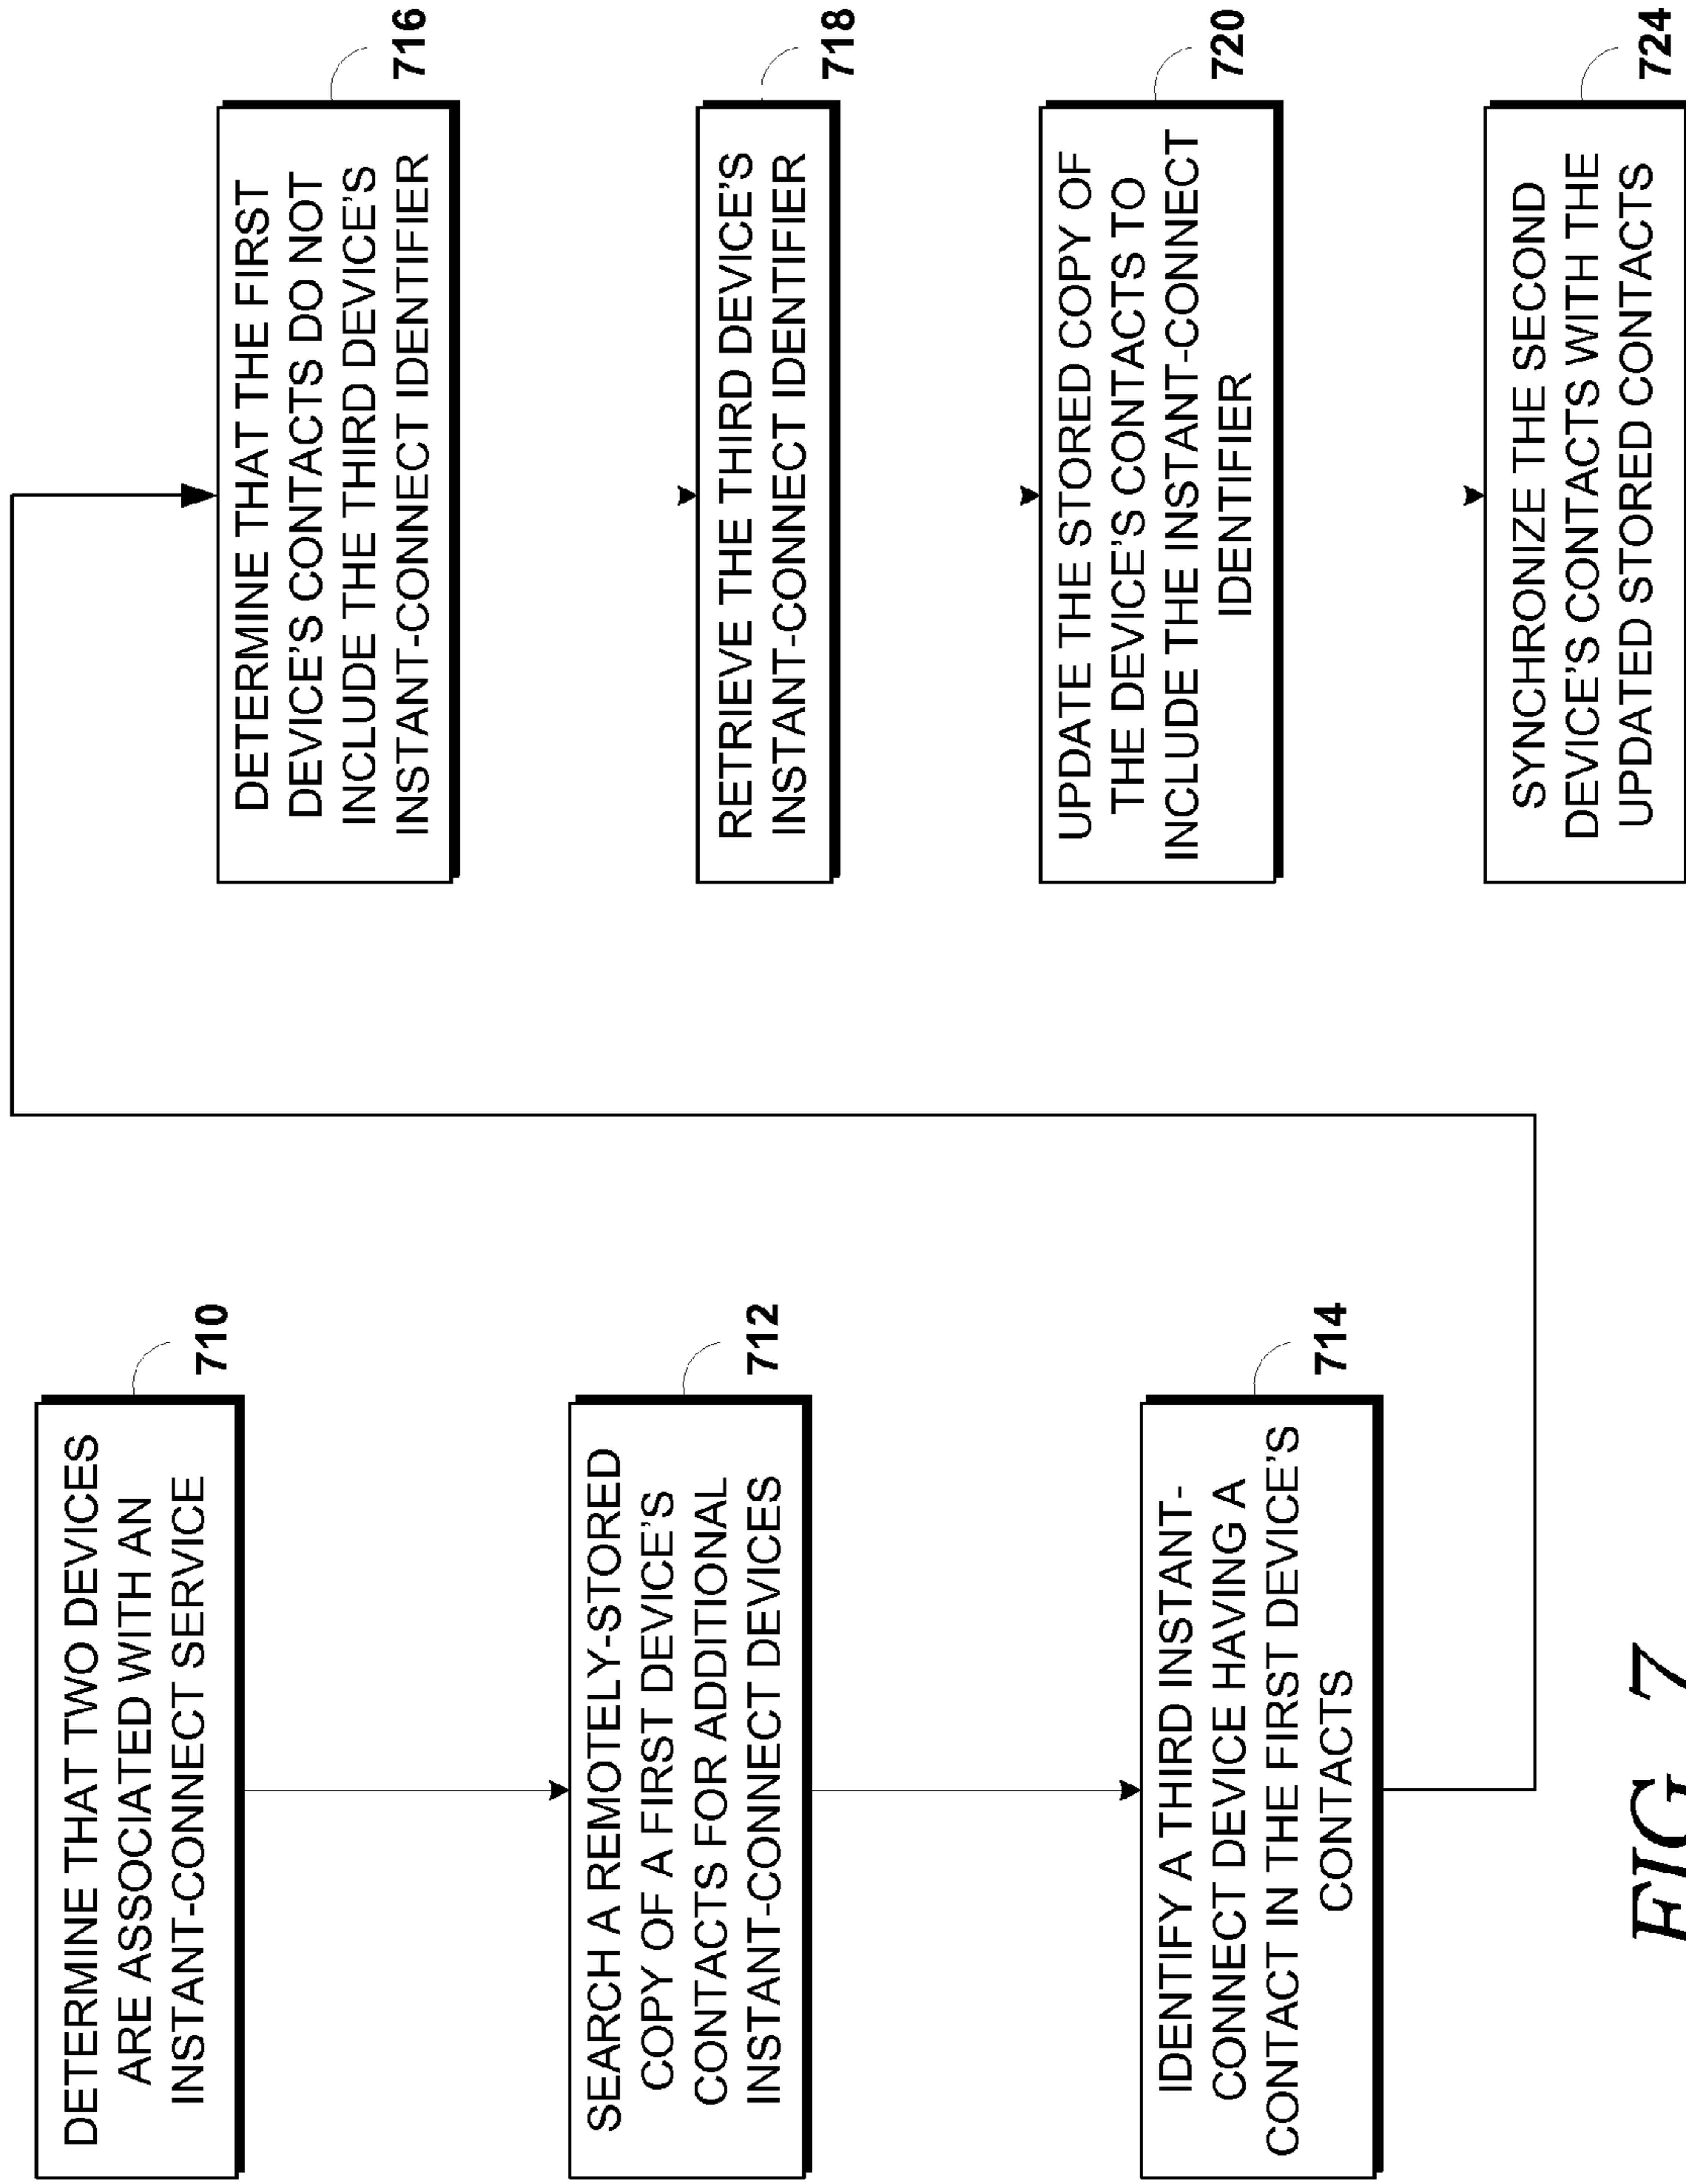 DETERMINE THAT TWO DEVICES
ARE ASSOCIATED WITH AN
INSTANT-CONNECT SERVICE
710
SEARCH A REMOTELY-STORED
COPY OF A FIRST DEVICE'S
CONTACTS FOR ADDITIONAL
INSTANT-CONNECT DEVICES
712
IDENTIFY A THIRD INSTANT-
CONNECT DEVICE HAVING A
CONTACT IN THE FIRST DEVICE'S
CONTACTS
714
DETERMINE THAT THE FIRST
DEVICE'S CONTACTS DO NOT
INCLUDE THE THIRD DEVICE'S
INSTANT-CONNECT IDENTIFIER
716
RETRIEVE THE THIRD DEVICE'S
INSTANT-CONNECT IDENTIFIER
718
UPDATE THE STORED COPY OF
THE DEVICE'S CONTACTS TO
INCLUDE THE INSTANT-CONNECT
IDENTIFIER
720
SYNCHRONIZE THE SECOND
DEVICE'S CONTACTS WITH THE
UPDATED STORED CONTACTS
724
FIG. 7